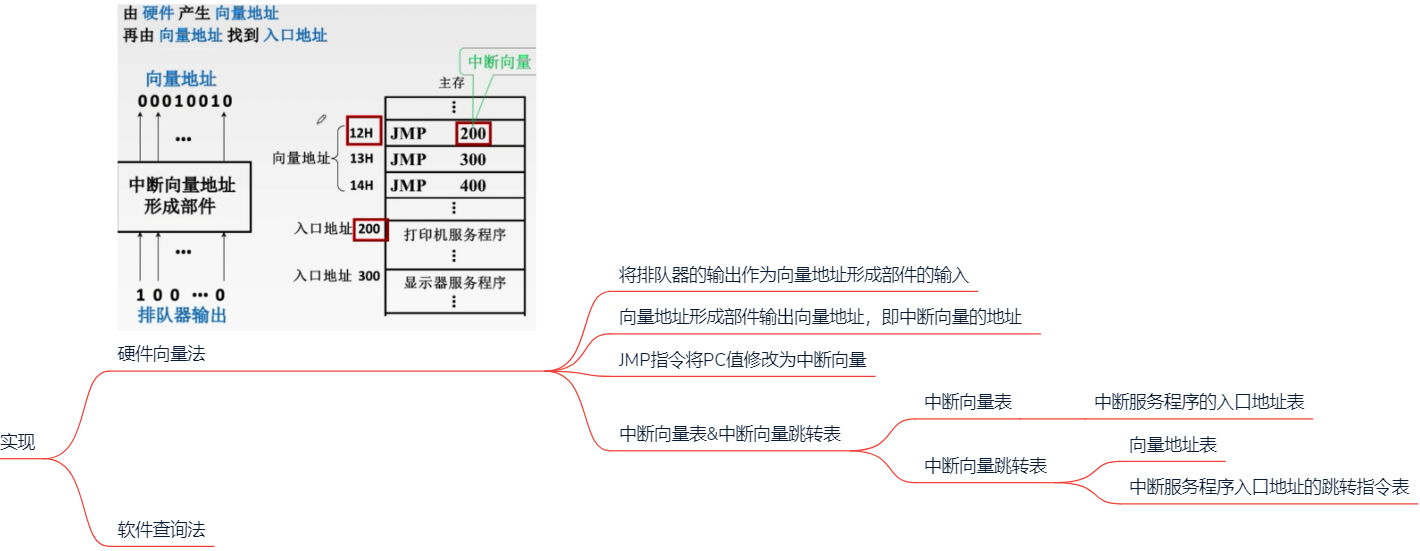 由 硬件 产生 向量地址
再由 向量地址 找到 入口地址
中断向量
向量地址
主存
00010010
⋮
12H JMP 200
···
向量地址 13H JMP 300
14H JMP 400
中断向量地址
形成部件
⋮
入口地址 200 打印机服务程序
···
⋮
入口地址 300 显示器服务程序
1 0 0 ··· 0
⋮
排队器输出
将排队器的输出作为向量地址形成部件的输入
向量地址形成部件输出向量地址，即中断向量的地址
硬件向量法
JMP指令将PC值修改为中断向量
中断向量表 中断服务程序的入口地址表
中断向量表&中断向量跳转表
实现
向量地址表
中断向量跳转表
中断服务程序入口地址的跳转指令表
软件查询法